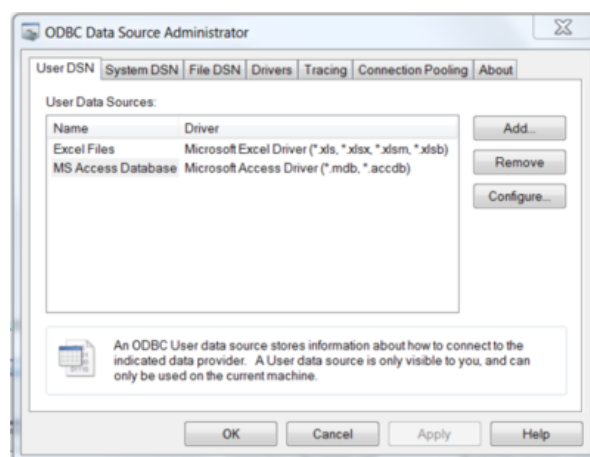 ODBC Data Source Administrator
User DSN System DSN File DSN Drivers Tracing Connection Pooling About
User Data Sources:
Name Driver Add...
Excel Files Microsoft Excel Driver (*.xls, *.xlsx, *.xlsm, *.xlsb)
MS Access Database Microsoft Access Driver (*.mdb, *.accdb) Remove
Configure...
An ODBC User data source stores information about how to connect to the
indicated data provider. A User data source is only visible to you, and can
only be used on the current machine.
OK Cancel Apply Help